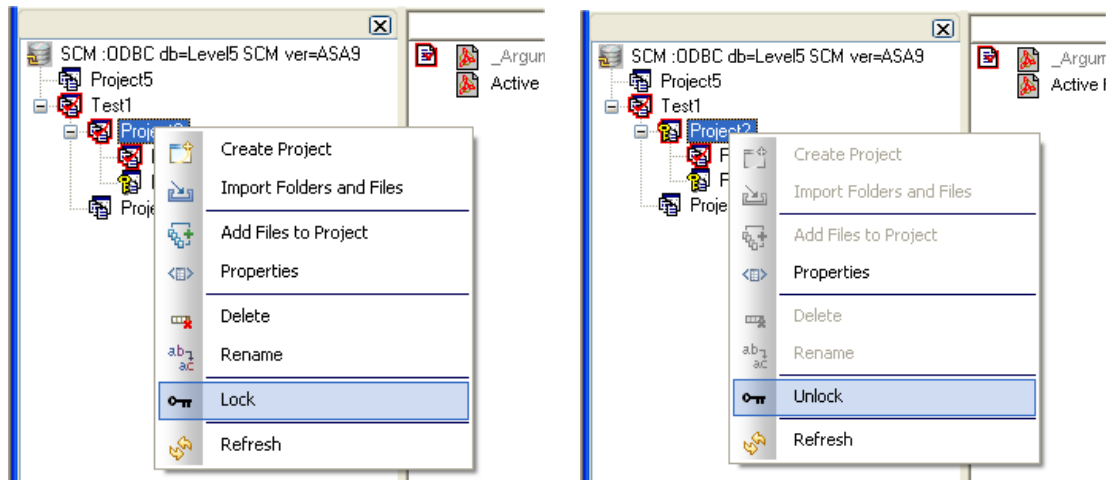 SCM :ODBC db=Level5 SCM ver=ASA9
Project5
Test1
Create Project
Import Folders and Files
Add Files to Project
Properties
Delete
Rename
Lock
Refresh
_Argum
Active
SCM :ODBC db=Level5 SCM ver=ASA9
Project5
Test1
Project2
Create Project
Import Folders and Files
Add Files to Project
Properties
Delete
Rename
Unlock
Refresh
_Argum
Active